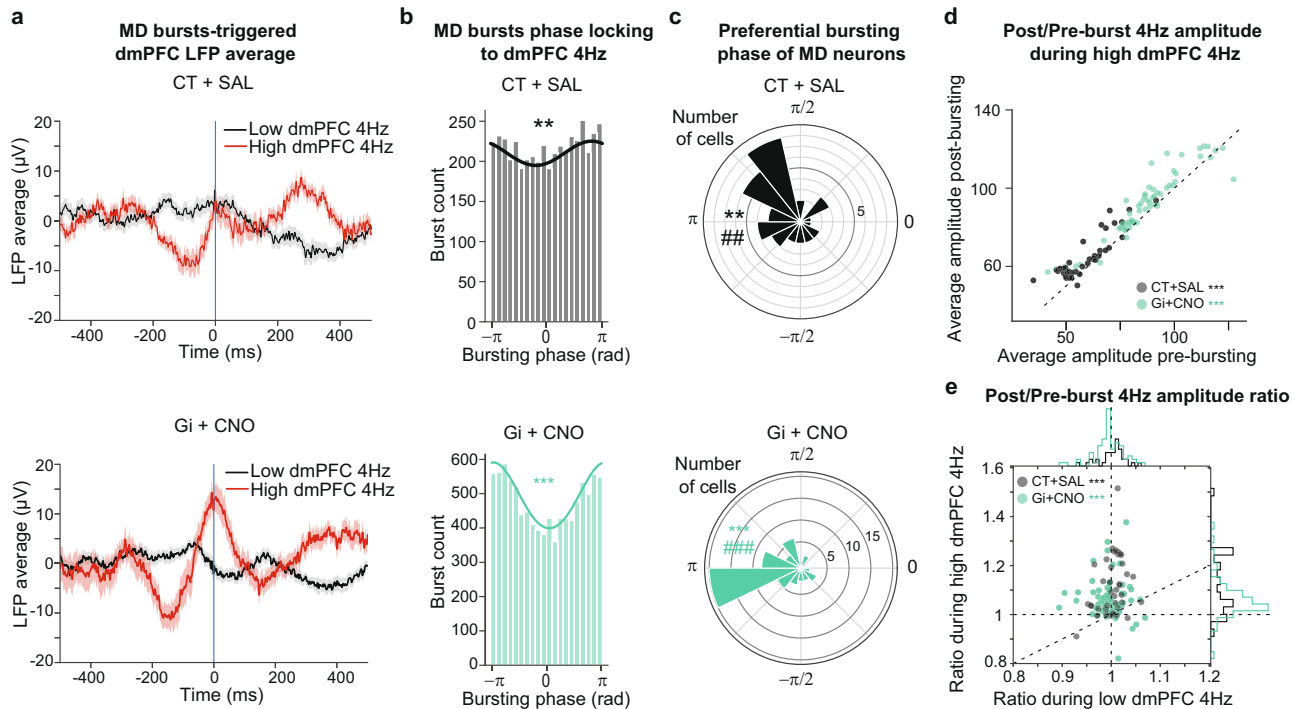 a
MD bursts-triggered
dmPFC LFP average
CT + SAL
20
10
0
-10
-20
LFP average (µV)
Low dmPFC 4Hz
High dmPFC 4Hz
-400
-200
0
200
400
Time (ms)
Gi + CNO
20
10
0
-10
-20
LFP average (µV)
Low dmPFC 4Hz
High dmPFC 4Hz
-400
-200
0
200
400
Time (ms)
b
MD bursts phase locking
to dmPFC 4Hz
CT + SAL
**
250
200
150
100
50
0
Burst count
−π
0
π
Bursting phase (rad)
Gi + CNO
***
600
500
400
300
200
100
0
Burst count
−π
0
π
Bursting phase (rad)
c
Preferential bursting
phase of MD neurons
CT + SAL
π/2
Number
of cells
π
**
##
5
0
−π/2
Gi + CNO
π/2
Number
of cells
***
###
π
5
10
15
0
−π/2
d
Post/Pre-burst 4Hz amplitude
during high dmPFC 4Hz
140
100
60
Average amplitude post-bursting
CT+SAL ***
Gi+CNO ***
50
100
Average amplitude pre-bursting
e
Post/Pre-burst 4Hz amplitude ratio
1.6
1.4
1.2
1.0
0.8
Ratio during high dmPFC 4Hz
CT+SAL ***
Gi+CNO ***
0.8
0.9
1.0
1.1
1.2
Ratio during low dmPFC 4Hz